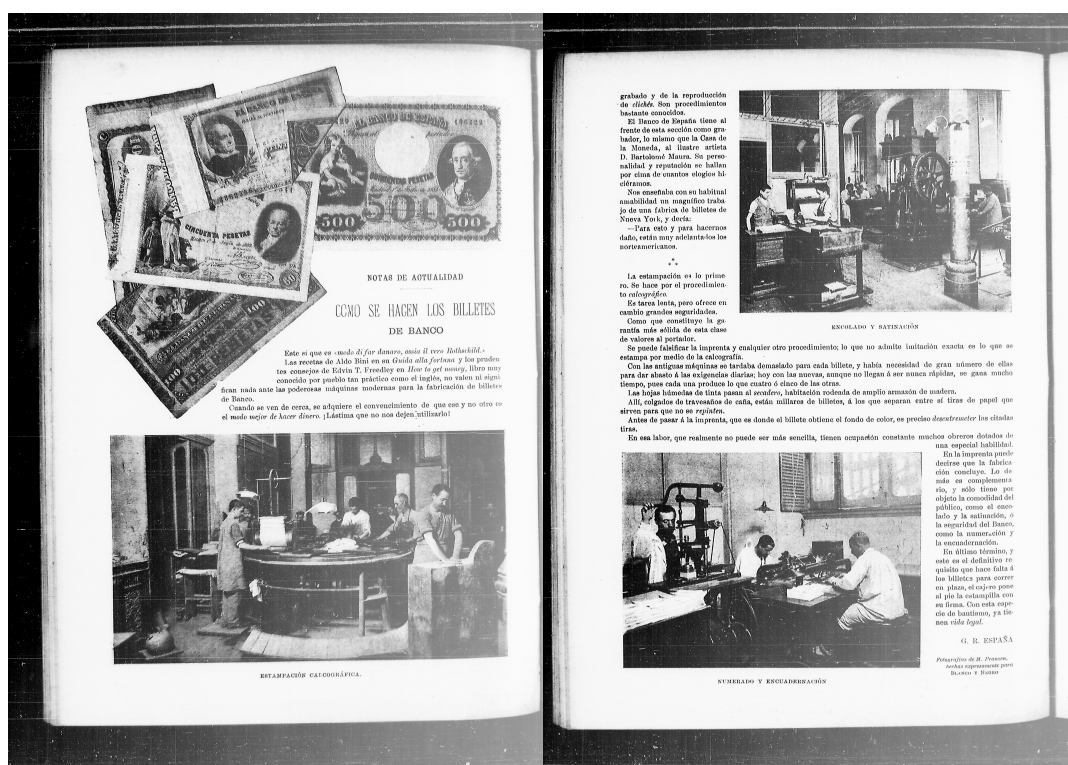 EL BANCO DE ESPAÑA
EL BANCO DE ESPAÑA
500
500
500
CINCUENTA PESETAS
50
100
100
NOTAS DE ACTUALIDAD
COMO SE HACEN LOS BILLETES
DE BANCO
Este sí que es «modo di far danaro, ossia il vero Rothschild.»
Las recetas de Aldo Bini en su Guida alla fortuna y los pruden-
tes consejos de Edvin T. Freedley en How to get money, libro muy
conocido por pueblo tan práctico como el inglés, no valen ni signi-
fican nada ante las poderosas máquinas modernas para la fabricación de billetes
de Banco.
Cuando se ven de cerca, se adquiere el convencimiento de que ese y no otro es
el modo mejor de hacer dinero. ¡Lástima que no nos dejen utilizarlo!
ESTAMPACIÓN CALCOGRÁFICA.
grabado y de la reproducción
de clichés. Son procedimientos
bastante conocidos.
El Banco de España tiene al
frente de esta sección como gra-
bador, lo mismo que la Casa de
la Moneda, al ilustre artista
D. Bartolomé Maura. Su perso-
nalidad y reputación se hallan
por cima de cuantos elogios hi-
ciéramos.
Nos enseñaba con su habitual
amabilidad un magnífico traba-
jo de una fábrica de billetes de
Nueva York, y decía:
—Para esto y para hacernos
daño, están muy adelantados los
norteamericanos.
La estampación es lo prime-
ro. Se hace por el procedimien-
to calcográfico.
Es tarea lenta, pero ofrece en
cambio grandes seguridades.
Como que constituye la ga-
rantía más sólida de esta clase
de valores al portador.
ENCOLADO Y SATINACIÓN
Se puede falsificar la imprenta y cualquier otro procedimiento; lo que no admite imitación exacta es lo que se
estampa por medio de la calcografía.
Con las antiguas máquinas se tardaba demasiado para cada billete, y había necesidad de gran número de ellas
para dar abasto á las exigencias diarias; hoy con las nuevas, aunque no llegan á ser nunca rápidas, se gana mucho
tiempo, pues cada una produce lo que cuatro ó cinco de las otras.
Las hojas húmedas de tinta pasan al secadero, habitación rodeada de amplio armazón de madera.
Allí, colgados de travesaños de caña, están millares de billetes, á los que separan entre sí tiras de papel que
sirven para que no se repinten.
Antes de pasar á la imprenta, que es donde el billete obtiene el fondo de color, es preciso desentremeter las citadas
tiras.
En esa labor, que realmente no puede ser más sencilla, tienen ocupación constante muchos obreros dotados de
una especial habilidad.
En la imprenta puede
decirse que la fabrica-
ción concluye. Lo de-
más es complementa-
rio, y sólo tiene por
objeto la comodidad del
público, como el enco-
lado y la satinación, ó
la seguridad del Banco,
como la numeración y
la encuadernación.
En último término, y
este es el definitivo re-
quisito que hace falta á
los billetes para correr
en plaza, el cajero pone
al pie la estampilla con
su firma. Con esta espe-
cie de bautismo, ya tie-
nen vida legal.
G. R. ESPAÑA
Fotografías de M. Franzen,
hechas expresamente para
BLANCO Y NEGRO
NUMERADO Y ENCUADERNACIÓN